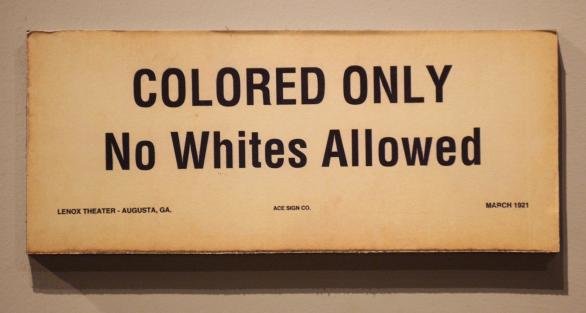 COLORED ONLY
No Whites Allowed
LENOX THEATER - AUGUSTA, GA. ACE SIGN CO. MARCH 1921